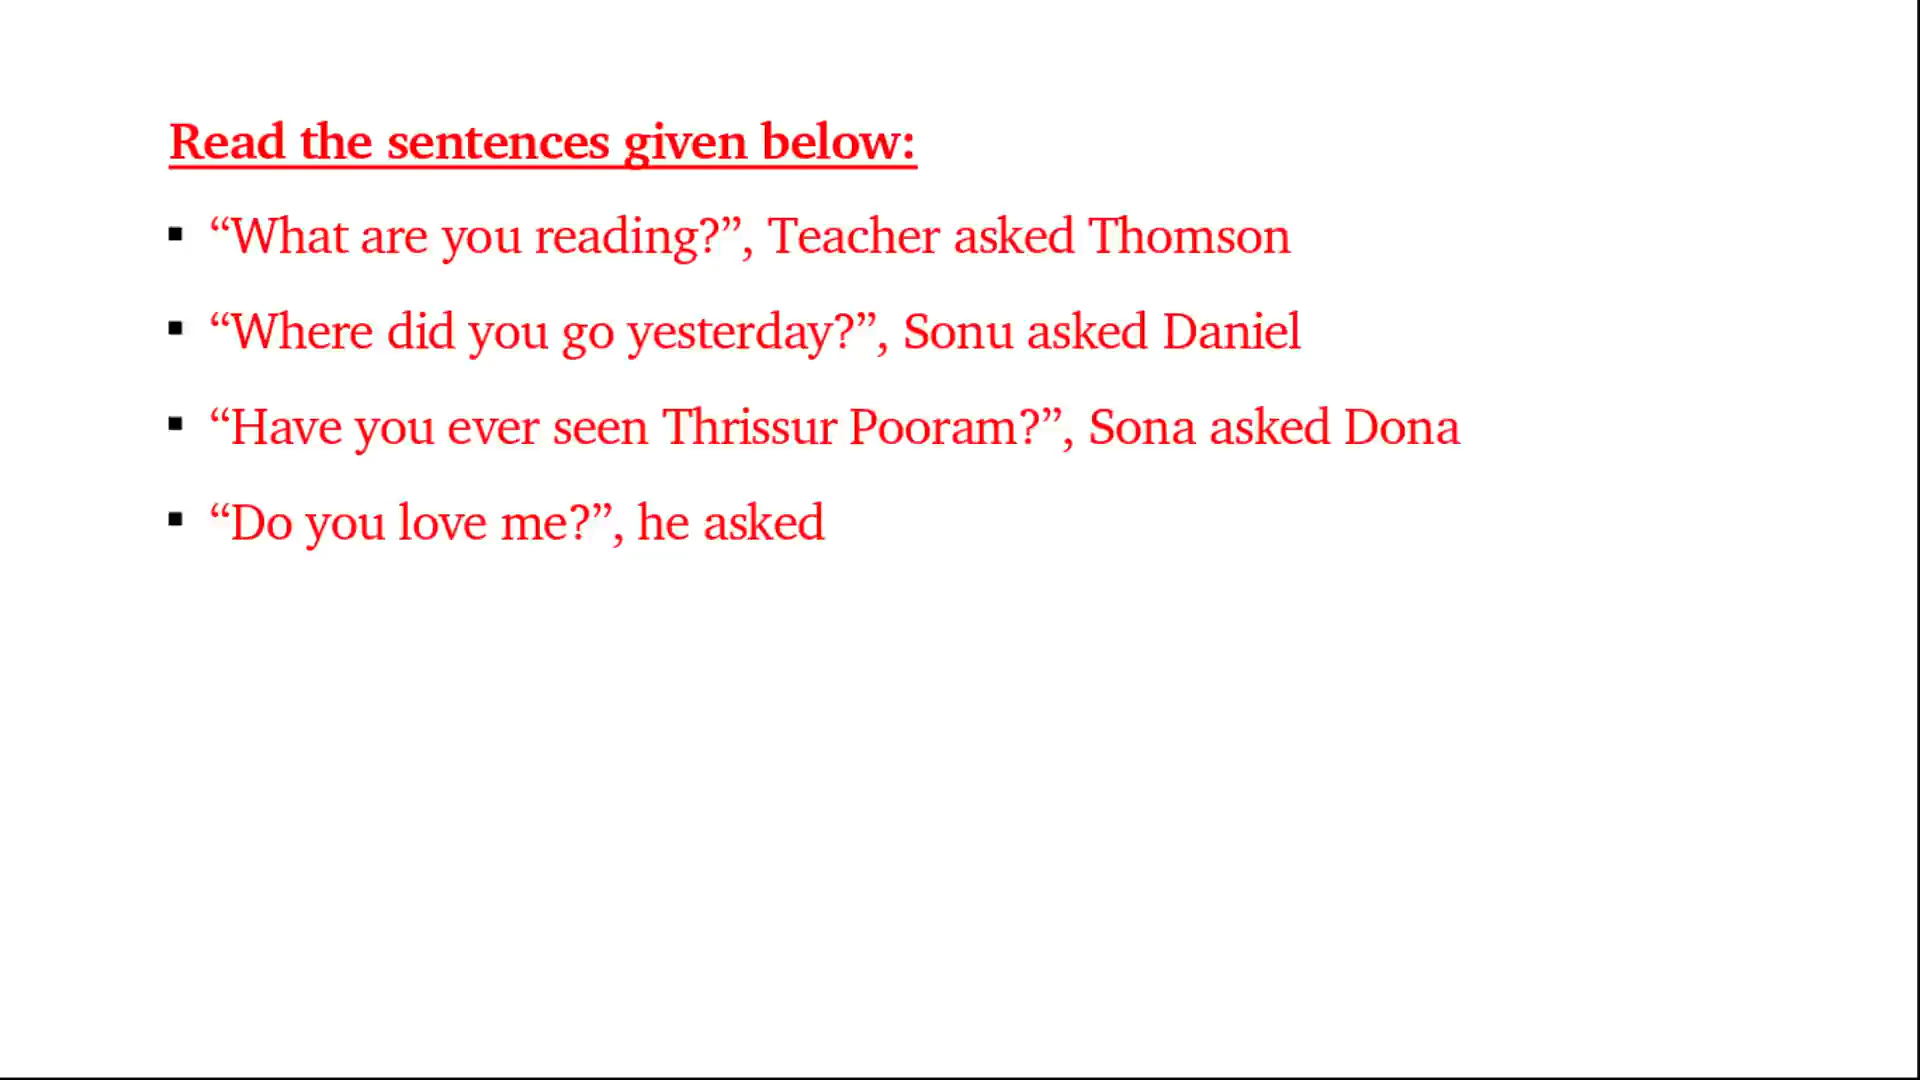 Read the sentences given below:
▪ “What are you reading?”, Teacher asked Thomson
▪ “Where did you go yesterday?”, Sonu asked Daniel
▪ “Have you ever seen Thrissur Pooram?”, Sona asked Dona
▪ “Do you love me?”, he asked